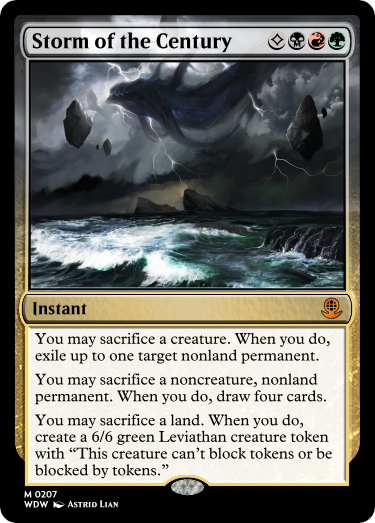 Storm of the Century
Instant
You may sacrifice a creature. When you do,
exile up to one target nonland permanent.
You may sacrifice a noncreature, nonland
permanent. When you do, draw four cards.
You may sacrifice a land. When you do,
create a 6/6 green Leviathan creature token
with “This creature can’t block tokens or be
blocked by tokens.”
M 0207
WDW Astrid Lian